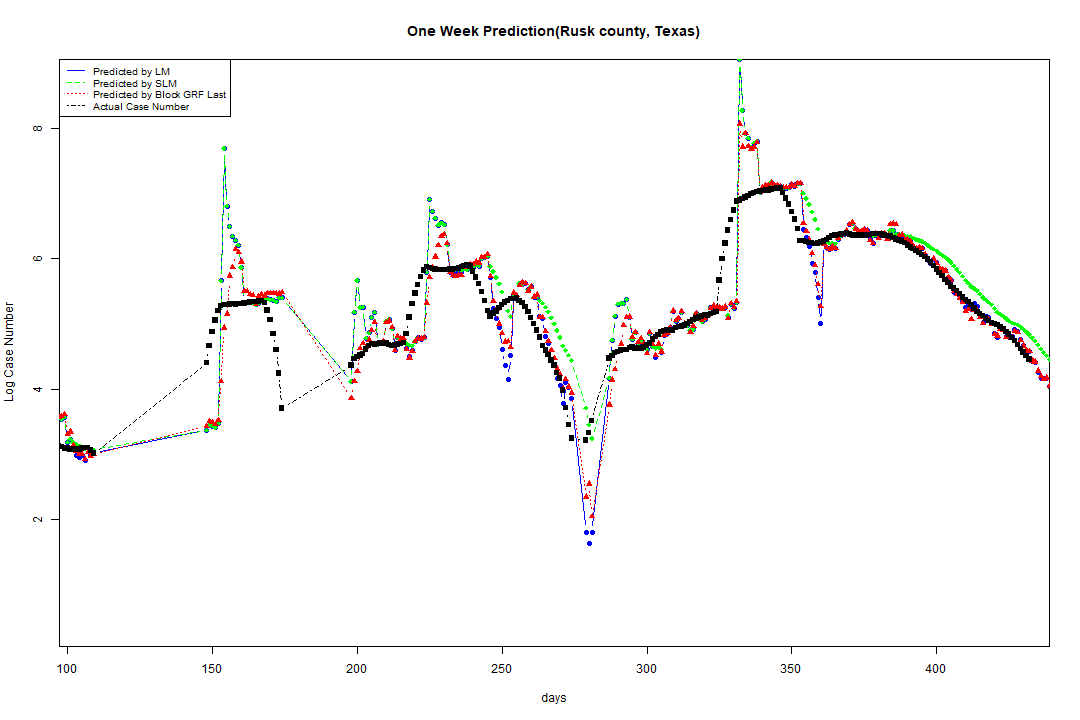 One Week Prediction(Rusk county, Texas)
Predicted by LM
Predicted by SLM
Predicted by Block GRF Last
Actual Case Number
8
6
4
2
Log Case Number
100 150 200 250 300 350 400
days